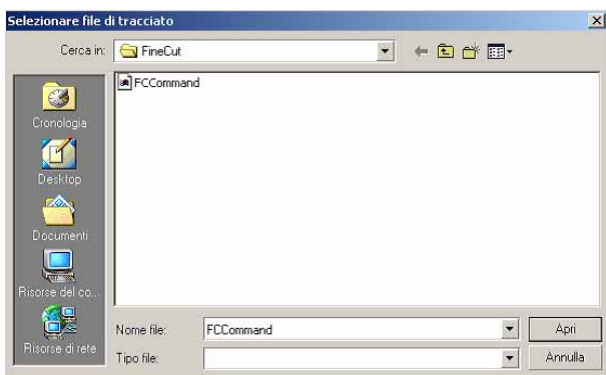 Selezionare file di tracciato
Cerca in: FineCut
FCCommand
Cronologia
Desktop
Documenti
Risorse del co...
Risorse di rete
Nome file: FCCommand Apri
Tipo file: Annulla